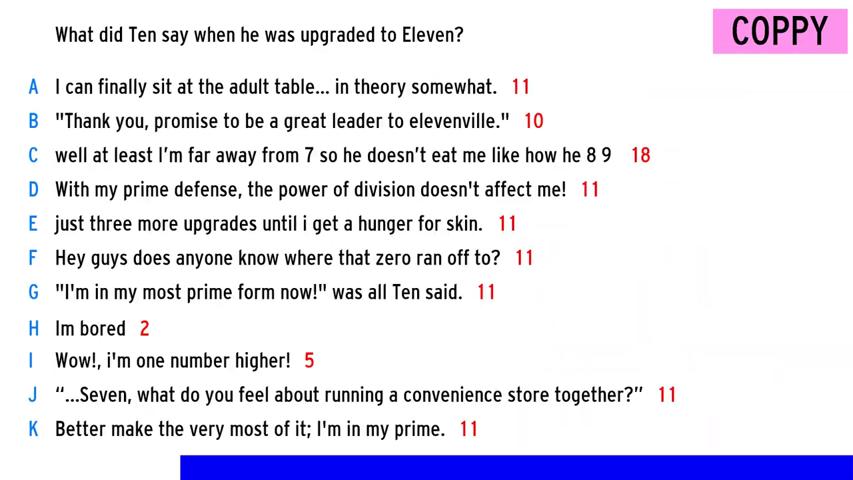 What did Ten say when he was upgraded to Eleven?
COPPY
A I can finally sit at the adult table... in theory somewhat. 11
B "Thank you, promise to be a great leader to elevenville." 10
C well at least I’m far away from 7 so he doesn’t eat me like how he 8 9 18
D With my prime defense, the power of division doesn't affect me! 11
E just three more upgrades until i get a hunger for skin. 11
F Hey guys does anyone know where that zero ran off to? 11
G "I'm in my most prime form now!" was all Ten said. 11
H Im bored 2
I Wow!, i'm one number higher! 5
J “...Seven, what do you feel about running a convenience store together?” 11
K Better make the very most of it; I'm in my prime. 11